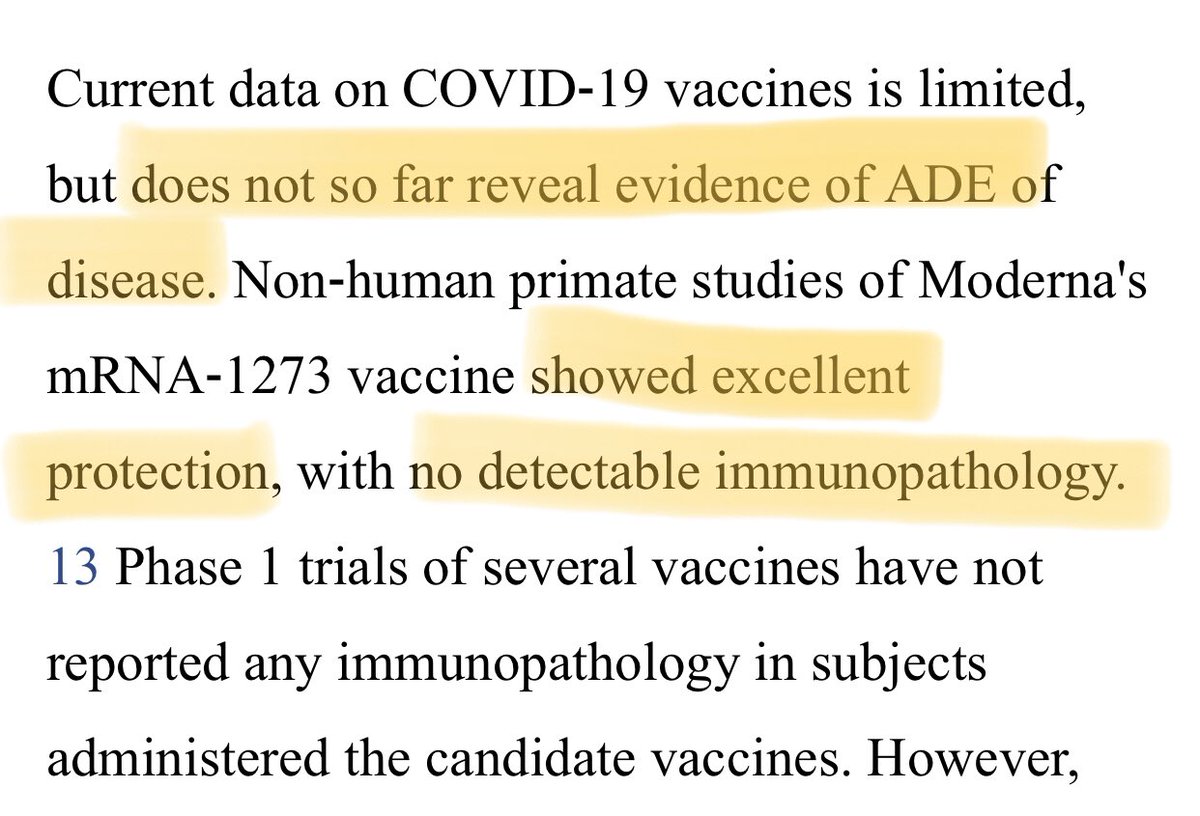 Current data on COVID-19 vaccines is limited,
but does not so far reveal evidence of ADE of
disease. Non-human primate studies of Moderna's
mRNA-1273 vaccine showed excellent
protection, with no detectable immunopathology.
13 Phase 1 trials of several vaccines have not
reported any immunopathology in subjects
administered the candidate vaccines. However,